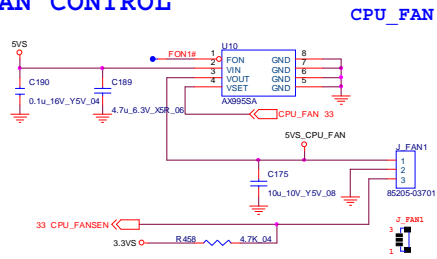 AN CONTROL
CPU_FAN
5VS
FON1#
U10
1 FON GND 8
2 VIN GND 7
3 VOUT GND 6
4 VSET GND 5
AX995SA
C190
0.1u_16V_Y5V_04
C189
4.7u_6.3V_X5R_06
CPU_FAN 33
5VS_CPU_FAN
J_FAN1
1
2
3
85205-03701
C175
10u_10V_Y5V_08
33 CPU_FANSEN
3.3VS
R458
4.7K_04
J_FAN1
3
1